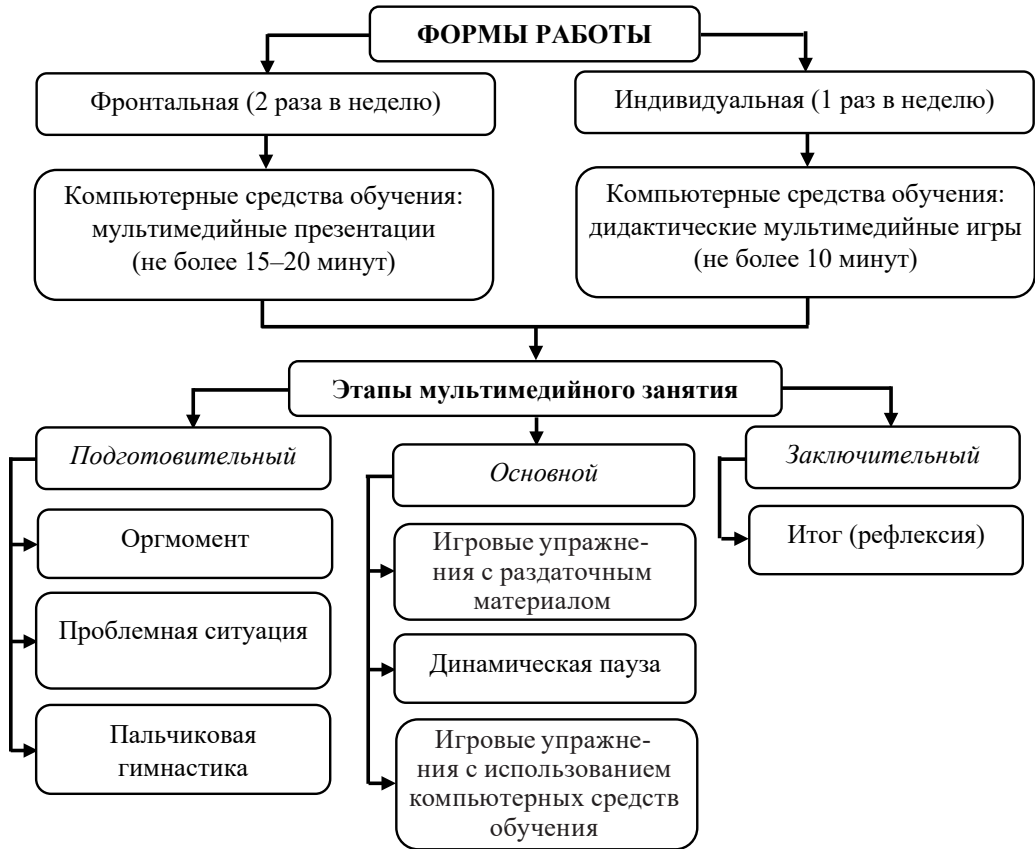 ФОРМЫ РАБОТЫ
Фронтальная (2 раза в неделю)
Индивидуальная (1 раз в неделю)
Компьютерные средства обучения:
мультимедийные презентации
(не более 15–20 минут)
Компьютерные средства обучения:
дидактические мультимедийные игры
(не более 10 минут)
Этапы мультимедийного занятия
Подготовительный
Оргмомент
Проблемная ситуация
Пальчиковая
гимнастика
Основной
Игровые упражне-
ния с раздаточным
материалом
Динамическая пауза
Игровые упражне-
ния с использованием
компьютерных средств
обучения
Заключительный
Итог (рефлексия)